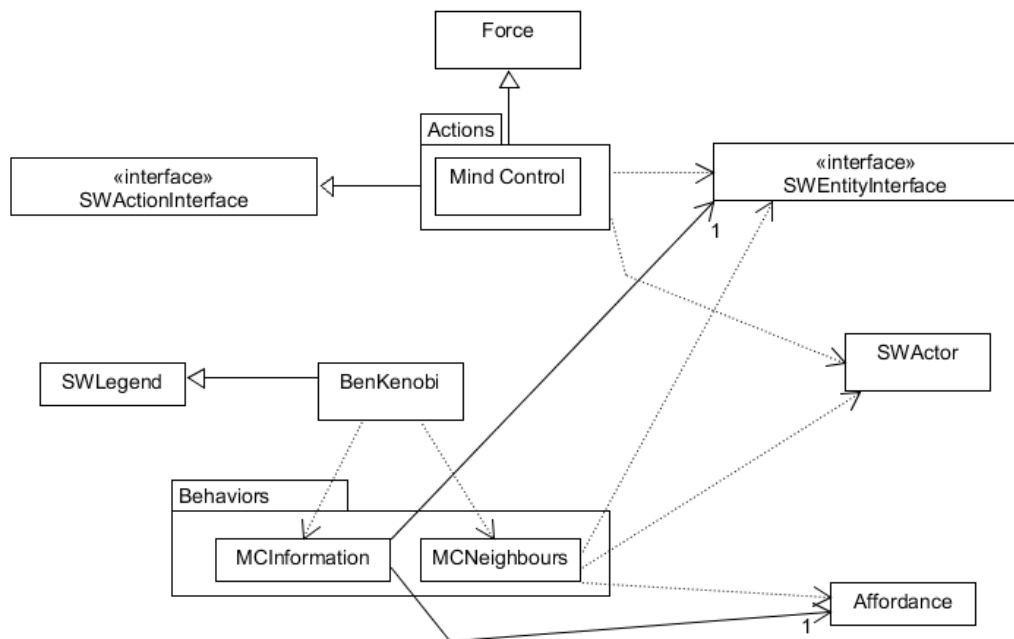 Force
Actions
Mind Control
«interface»
SWActionInterface
«interface»
SWEntityInterface
1
SWActor
SWLegend
BenKenobi
Behaviors
MCInformation
MCNeighbours
Affordance
1